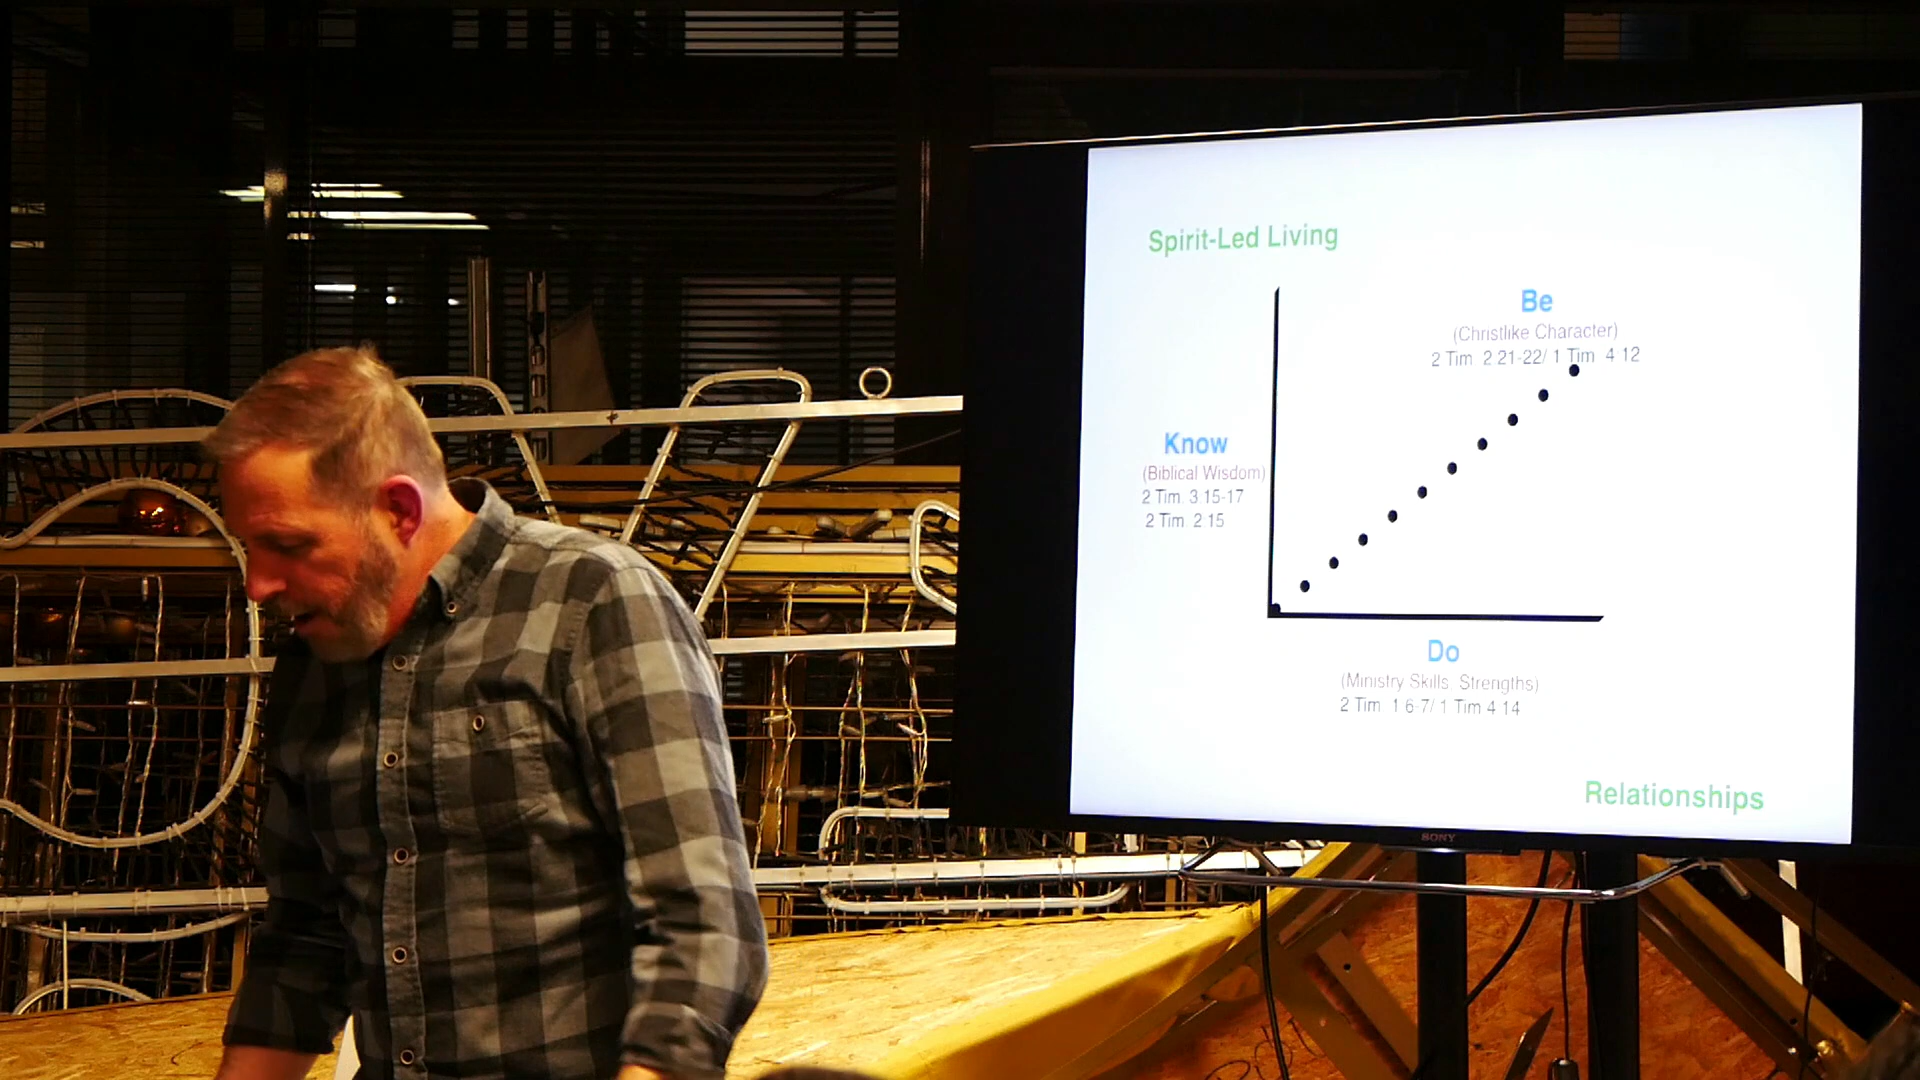 Spirit-Led Living
Be
(Christlike Character)
2 Tim. 2:21-22/ 1 Tim. 4:12
Know
(Biblical Wisdom)
2 Tim. 3:15-17
2 Tim. 2:15
Do
(Ministry Skills, Strengths)
2 Tim. 1:6-7/ 1 Tim 4:14
Relationships
SONY